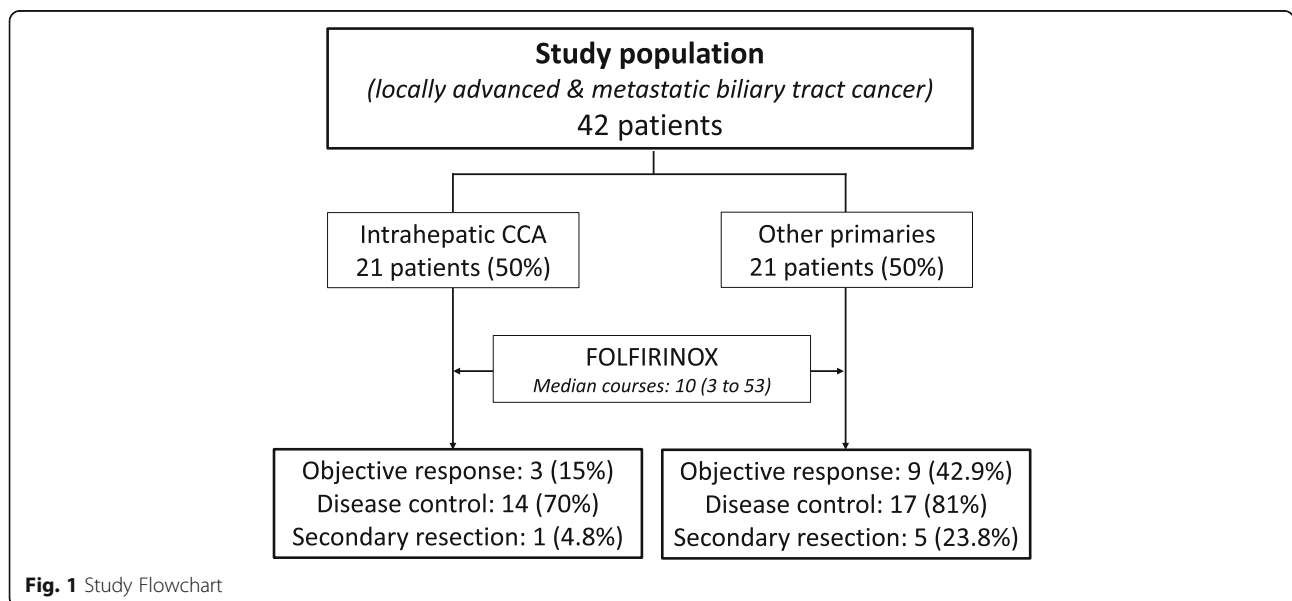 Study population
(locally advanced & metastatic biliary tract cancer)
42 patients
Intrahepatic CCA
21 patients (50%)
Other primaries
21 patients (50%)
FOLFIRINOX
Median courses: 10 (3 to 53)
Objective response: 3 (15%)
Disease control: 14 (70%)
Secondary resection: 1 (4.8%)
Objective response: 9 (42.9%)
Disease control: 17 (81%)
Secondary resection: 5 (23.8%)
Fig. 1 Study Flowchart